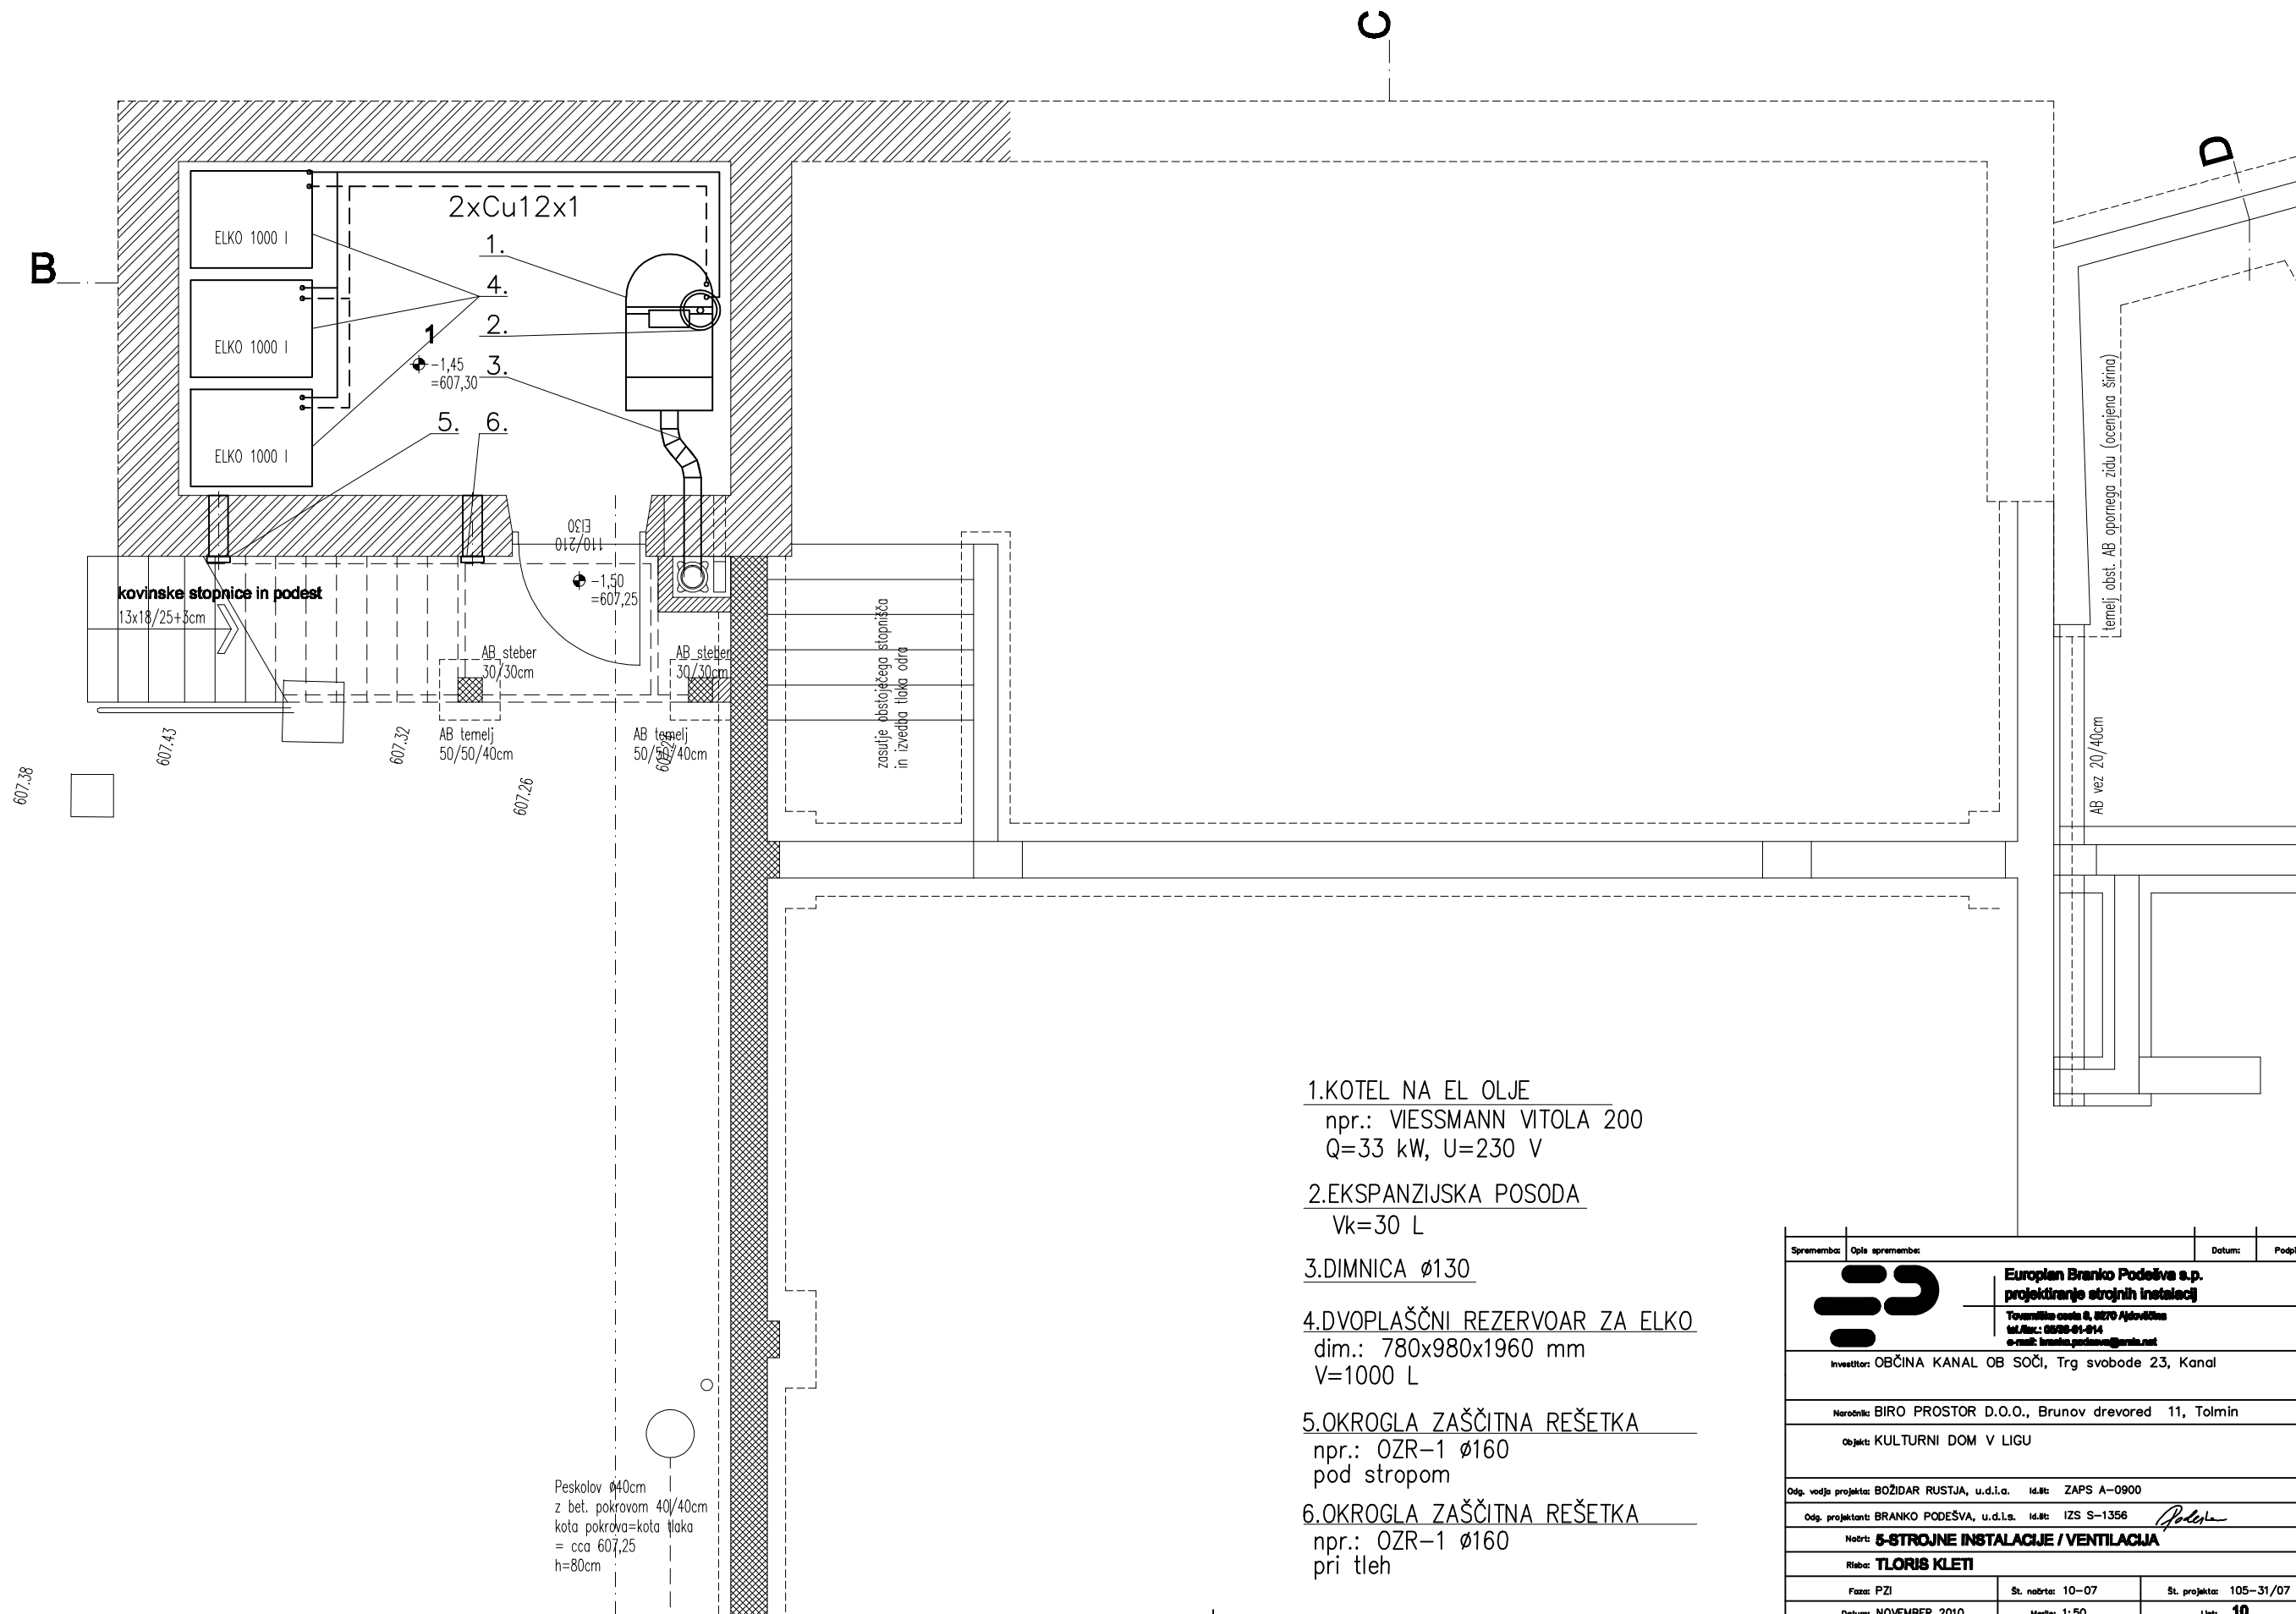 C
D
B
2xCu12x1
1.
4.
2.
3.
5. 6.
ELKO 1000 l
ELKO 1000 l
ELKO 1000 l
1
-1,45
=607,30
EI30
110/210
-1,50
=607,25
kovinske stopnice in podest
13x18/25+3cm
AB steber
30/30cm
AB steber
30/30cm
AB temelj
50/50/40cm
AB temelj
50/50/40cm
607.38
607.43
607.32
607.26
zasutje obstoječega stopnišča
in izvedba tlaka odra
temelj obst. AB opornega zidu (ocenjena širina)
AB vez 20/40cm
Peskolov ø40cm
z bet. pokrovom 40/40cm
kota pokrova=kota tlaka
= cca 607,25
h=80cm
1.KOTEL NA EL OLJE
npr.: VIESSMANN VITOLA 200
Q=33 kW, U=230 V
2.EKSPANZIJSKA POSODA
Vk=30 L
3.DIMNICA ø130
4.DVOPLAŠČNI REZERVOAR ZA ELKO
dim.: 780x980x1960 mm
V=1000 L
5.OKROGLA ZAŠČITNA REŠETKA
npr.: OZR-1 ø160
pod stropom
6.OKROGLA ZAŠČITNA REŠETKA
npr.: OZR-1 ø160
pri tleh
Sprememba: Opis spremembe: Datum: Podpi
Europlan Branko Podešva s.p.
projektiranje strojnih instalacij
Investitor: OBČINA KANAL OB SOČI, Trg svobode 23, Kanal
Naročnik: BIRO PROSTOR D.O.O., Brunov drevored 11, Tolmin
Objekt: KULTURNI DOM V LIGU
Odg. vodja projekta: BOŽIDAR RUSTJA, u.d.i.a. Id.št: ZAPS A-0900
Odg. projektant: BRANKO PODEŠVA, u.d.i.s. Id.št: IZS S-1356
Načrt: 5-STROJNE INSTALACIJE / VENTILACIJA
Risba: TLORIS KLETI
Faza: PZI Št. načrta: 10-07 Št. projekta: 105-31/07
Datum: NOVEMBER 2010 Merilo: 1:50 List: 10